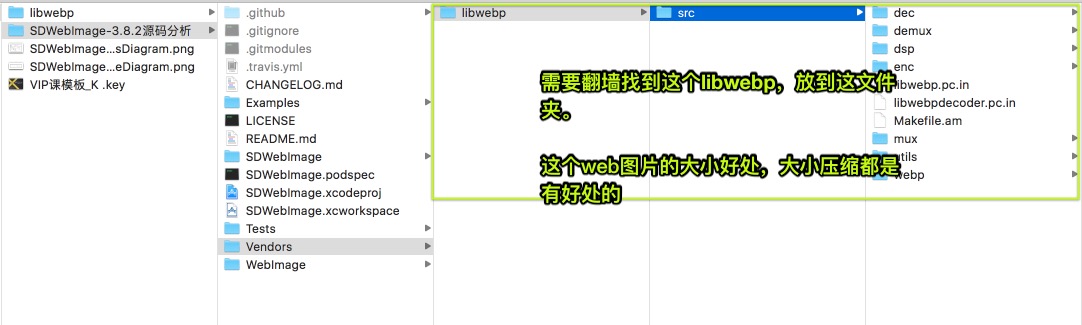 libwebp
SDWebImage-3.8.2源码分析
SDWebImage...sDiagram.png
SDWebImage...eDiagram.png
VIP课模板_K .key
.github
.gitignore
.gitmodules
.travis.yml
CHANGELOG.md
Examples
LICENSE
README.md
SDWebImage
SDWebImage.podspec
SDWebImage.xcodeproj
SDWebImage.xcworkspace
Tests
Vendors
WebImage
libwebp
src
dec
demux
dsp
enc
libwebp.pc.in
libwebpdecoder.pc.in
Makefile.am
mux
utils
webp
需要翻墙找到这个libwebp，放到这文件
夹。
这个web图片的大小好处，大小压缩都是
有好处的